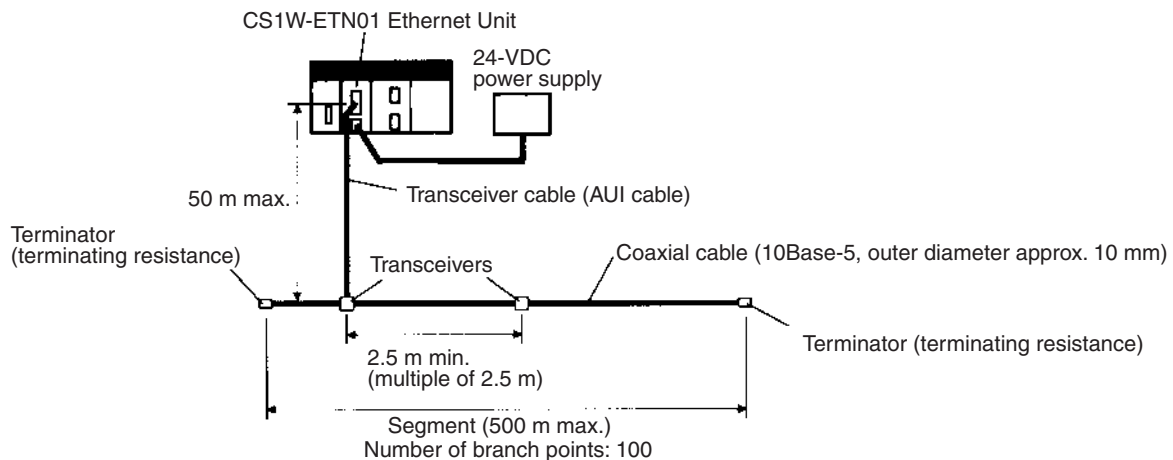 CS1W-ETN01 Ethernet Unit
24-VDC
power supply
50 m max.
Transceiver cable (AUI cable)
Terminator
(terminating resistance)
Transceivers
Coaxial cable (10Base-5, outer diameter approx. 10 mm)
2.5 m min.
(multiple of 2.5 m)
Terminator (terminating resistance)
Segment (500 m max.)
Number of branch points: 100